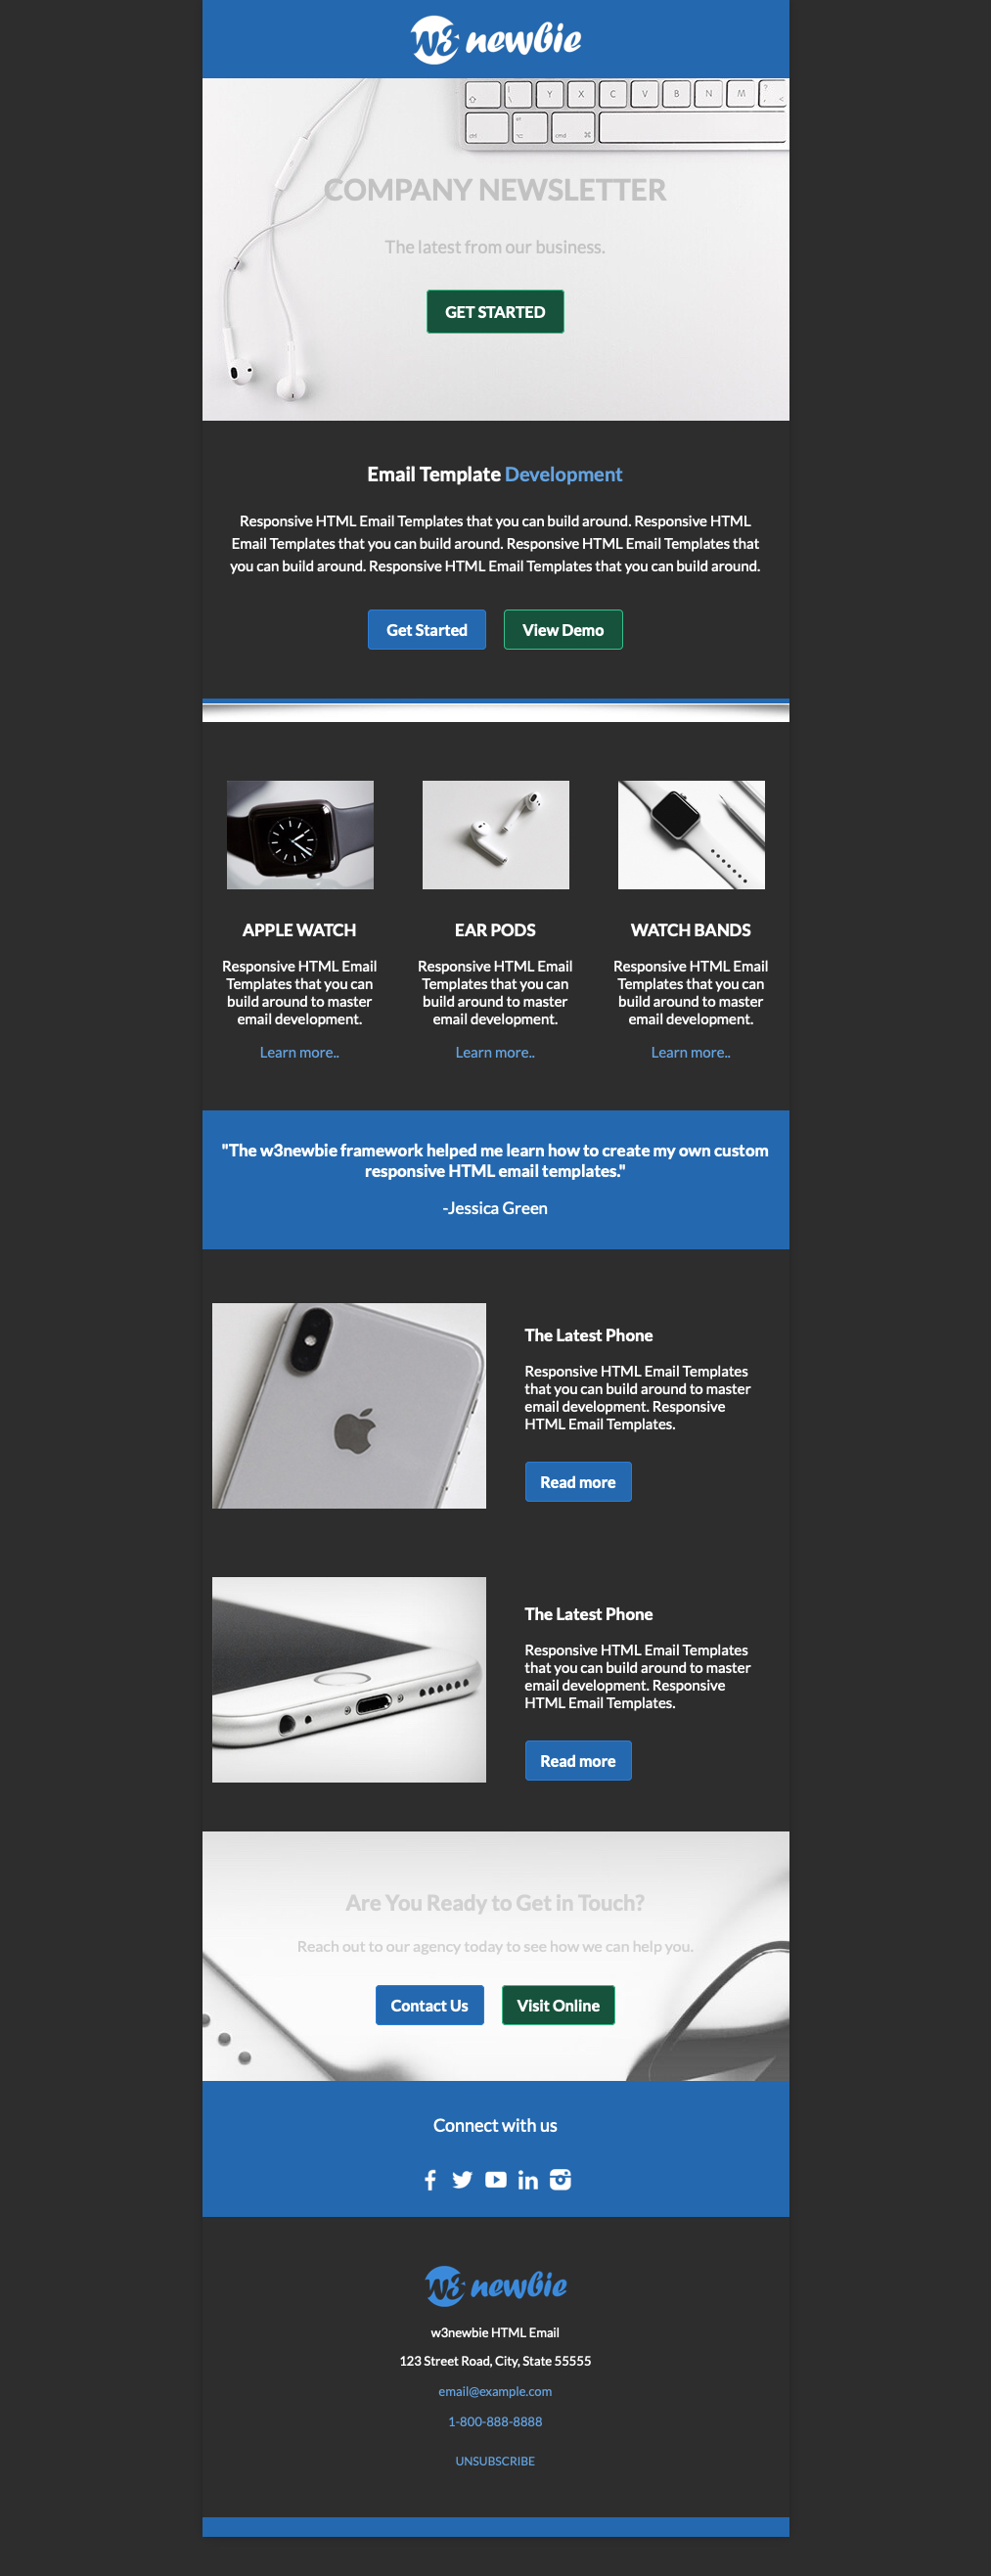 w3 newbie
Y X C V B N M
ctrl alt cmd ⌘
COMPANY NEWSLETTER
The latest from our business.
GET STARTED
Email Template Development
Responsive HTML Email Templates that you can build around. Responsive HTML
Email Templates that you can build around. Responsive HTML Email Templates that
you can build around. Responsive HTML Email Templates that you can build around.
Get Started View Demo
APPLE WATCH
Responsive HTML Email
Templates that you can
build around to master
email development.
Learn more..
EAR PODS
Responsive HTML Email
Templates that you can
build around to master
email development.
Learn more..
WATCH BANDS
Responsive HTML Email
Templates that you can
build around to master
email development.
Learn more..
"The w3newbie framework helped me learn how to create my own custom
responsive HTML email templates."
-Jessica Green
The Latest Phone
Responsive HTML Email Templates
that you can build around to master
email development. Responsive
HTML Email Templates.
Read more
The Latest Phone
Responsive HTML Email Templates
that you can build around to master
email development. Responsive
HTML Email Templates.
Read more
Are You Ready to Get in Touch?
Reach out to our agency today to see how we can help you.
Contact Us Visit Online
Connect with us
w3 newbie
w3newbie HTML Email
123 Street Road, City, State 55555
email@example.com
1-800-888-8888
UNSUBSCRIBE